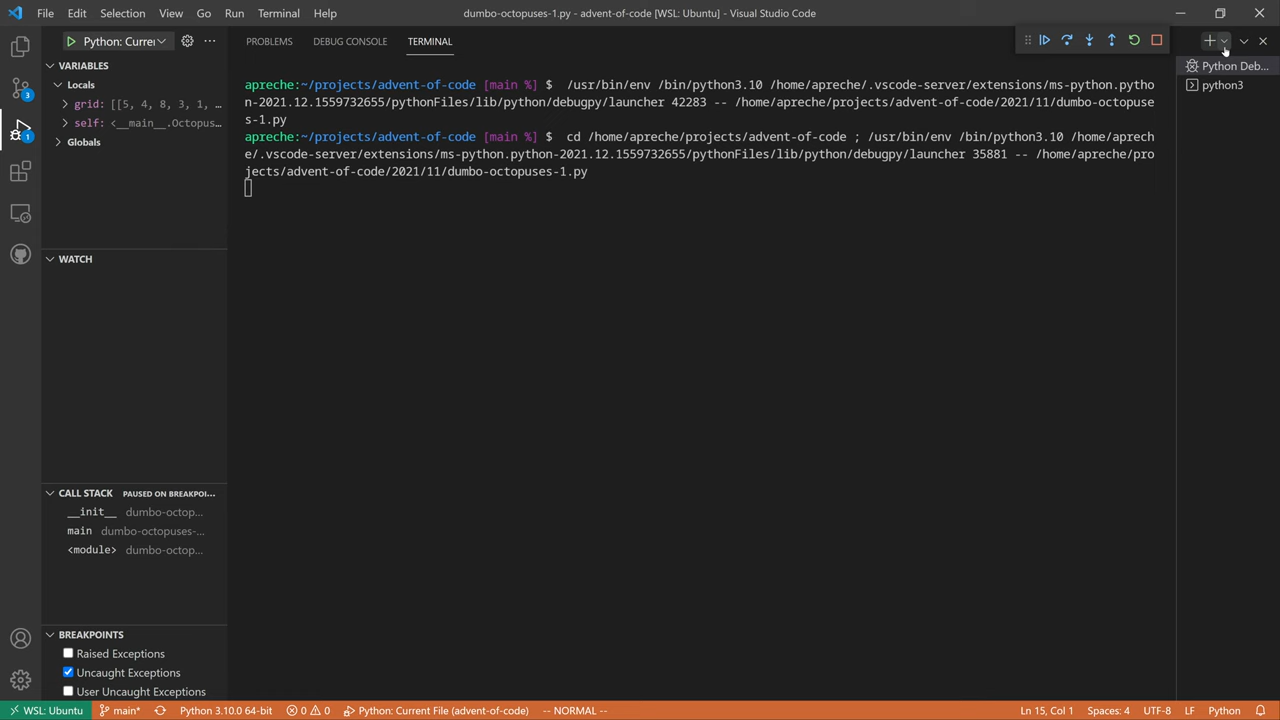 File Edit Selection View Go Run Terminal Help
dumbo-octopuses-1.py - advent-of-code [WSL: Ubuntu] - Visual Studio Code
Python: Curre
PROBLEMS DEBUG CONSOLE TERMINAL
VARIABLES
Locals
grid: [[5, 4, 8, 3, 1, ...
self: <__main__.Octopus...
Globals
WATCH
CALL STACK PAUSED ON BREAKPOI...
__init__ dumbo-octop...
main dumbo-octopuses-...
<module> dumbo-octop...
BREAKPOINTS
Raised Exceptions
Uncaught Exceptions
User Uncaught Exceptions
apreche:~/projects/advent-of-code [main %] $ /usr/bin/env /bin/python3.10 /home/apreche/.vscode-server/extensions/ms-python.pytho
n-2021.12.1559732655/pythonFiles/lib/python/debugpy/launcher 42283 -- /home/apreche/projects/advent-of-code/2021/11/dumbo-octopuse
s-1.py
apreche:~/projects/advent-of-code [main %] $ cd /home/apreche/projects/advent-of-code ; /usr/bin/env /bin/python3.10 /home/aprech
e/.vscode-server/extensions/ms-python.python-2021.12.1559732655/pythonFiles/lib/python/debugpy/launcher 35881 -- /home/apreche/pro
jects/advent-of-code/2021/11/dumbo-octopuses-1.py
Python Deb...
python3
3
1
WSL: Ubuntu main* Python 3.10.0 64-bit 0 0 Python: Current File (advent-of-code) -- NORMAL -- Ln 15, Col 1 Spaces: 4 UTF-8 LF Python